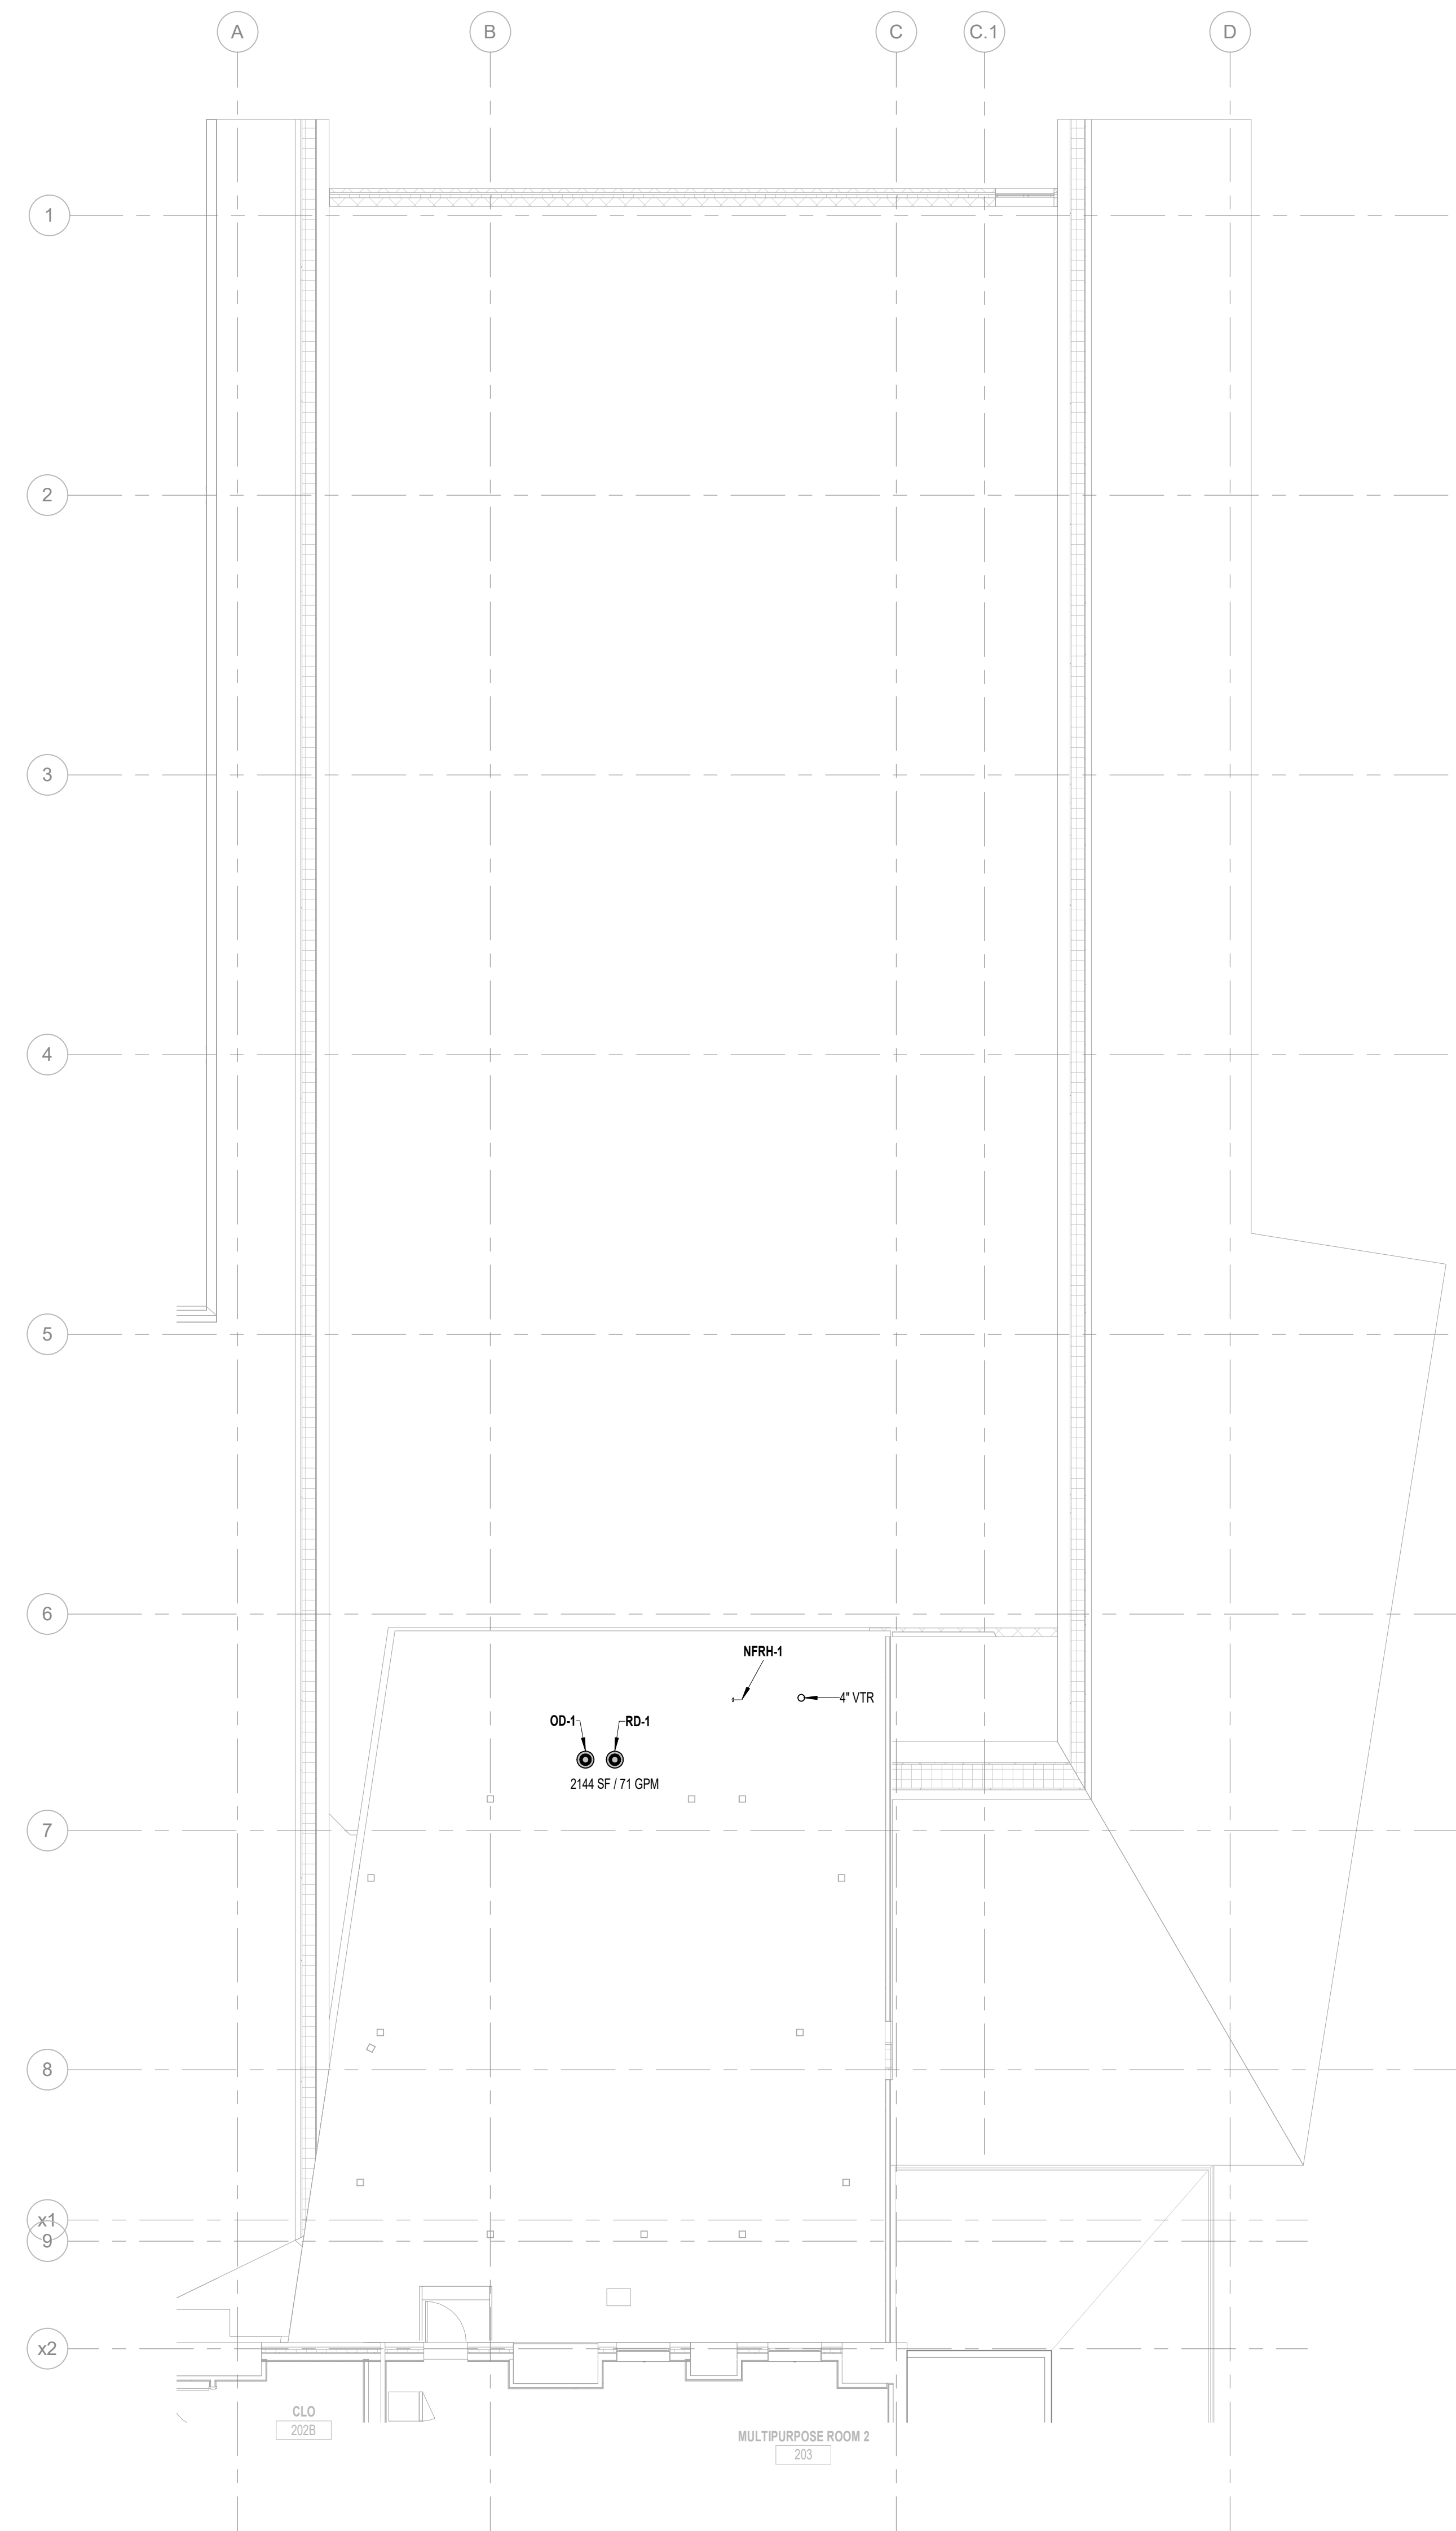 A
B
C
C.1
D
1
2
3
4
5
6
NFRH-1
4" VTR
OD-1
RD-1
2144 SF / 71 GPM
7
8
x1
9
x2
CLO
202B
MULTIPURPOSE ROOM 2
203